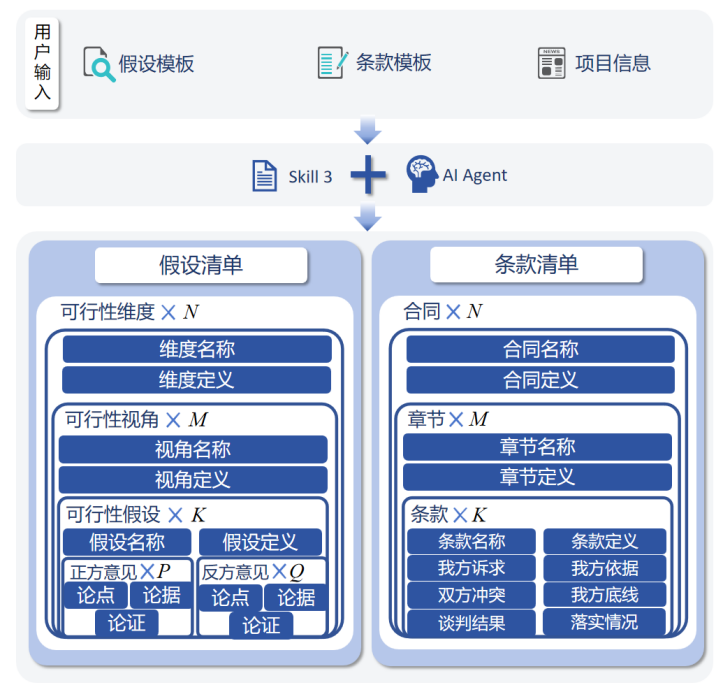 用户输入
假设模板
条款模板
NEWS
项目信息
Skill 3
AI Agent
假设清单
可行性维度 × N
维度名称
维度定义
可行性视角 × M
视角名称
视角定义
可行性假设 × K
假设名称 假设定义
正方意见×P
论点 论据
论证
反方意见×Q
论点 论据
论证
条款清单
合同 × N
合同名称
合同定义
章节 × M
章节名称
章节定义
条款 × K
条款名称 条款定义
我方诉求 我方依据
双方冲突 我方底线
谈判结果 落实情况